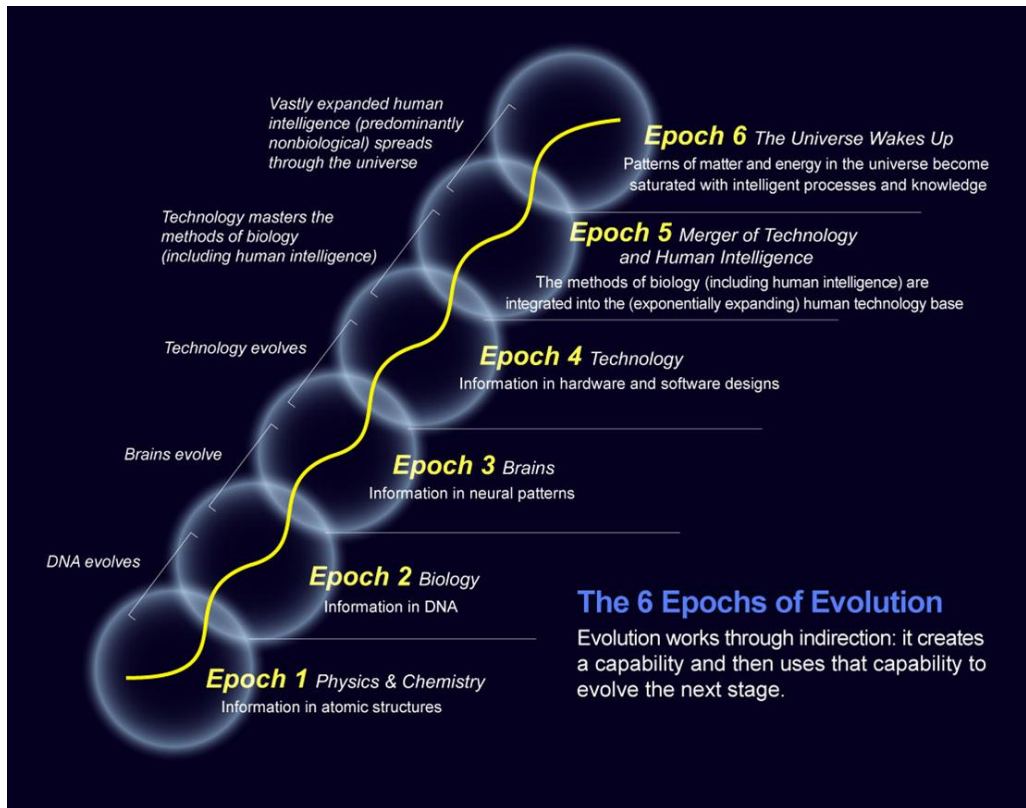 Vastly expanded human
intelligence (predominantly
nonbiological) spreads
through the universe
Epoch 6 The Universe Wakes Up
Patterns of matter and energy in the universe become
saturated with intelligent processes and knowledge
Technology masters the
methods of biology
(including human intelligence)
Epoch 5 Merger of Technology
and Human Intelligence
The methods of biology (including human intelligence) are
integrated into the (exponentially expanding) human technology base
Technology evolves
Epoch 4 Technology
Information in hardware and software designs
Brains evolve
Epoch 3 Brains
Information in neural patterns
DNA evolves
Epoch 2 Biology
Information in DNA
Epoch 1 Physics & Chemistry
Information in atomic structures
The 6 Epochs of Evolution
Evolution works through indirection: it creates
a capability and then uses that capability to
evolve the next stage.